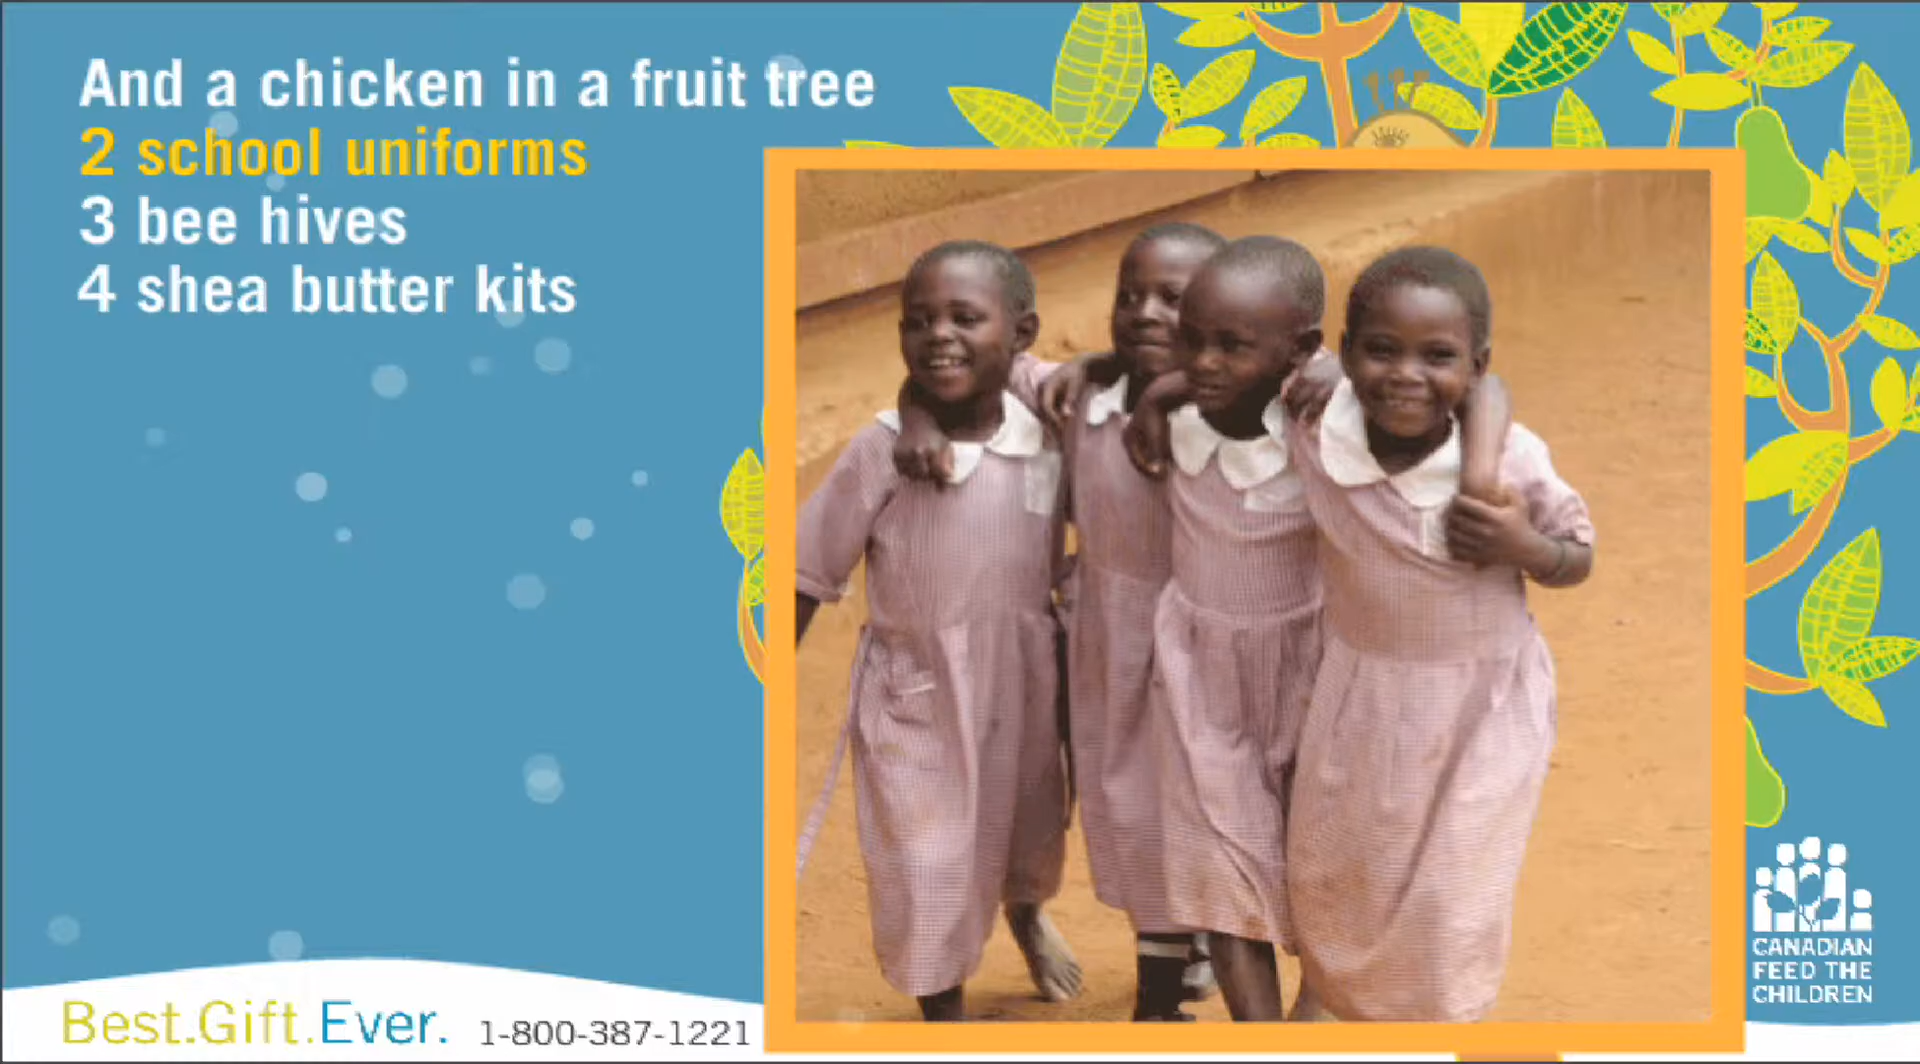 And a chicken in a fruit tree
2 school uniforms
3 bee hives
4 shea butter kits
Best.Gift.Ever. 1-800-387-1221
CANADIAN
FEED THE
CHILDREN